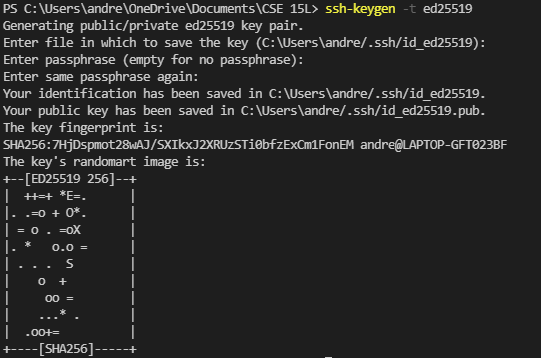 PS C:\Users\andre\OneDrive\Documents\CSE 15L> ssh-keygen -t ed25519
Generating public/private ed25519 key pair.
Enter file in which to save the key (C:\Users\andre/.ssh/id_ed25519):
Enter passphrase (empty for no passphrase):
Enter same passphrase again:
Your identification has been saved in C:\Users\andre/.ssh/id_ed25519.
Your public key has been saved in C:\Users\andre/.ssh/id_ed25519.pub.
The key fingerprint is:
SHA256:7HjDspmot28wAJ/SXIkxJ2XRUzSTi0bfzExCm1FonEM andre@LAPTOP-GFT023BF
The key's randomart image is:
+--[ED25519 256]--+
|  ++=+ *E=.      |
|. .=o + O*.      |
| = o . =oX       |
|. *   o.o =      |
| . . .  S        |
|    o  +         |
|     oo =        |
|    ...* .       |
|  .oo+=          |
+----[SHA256]-----+